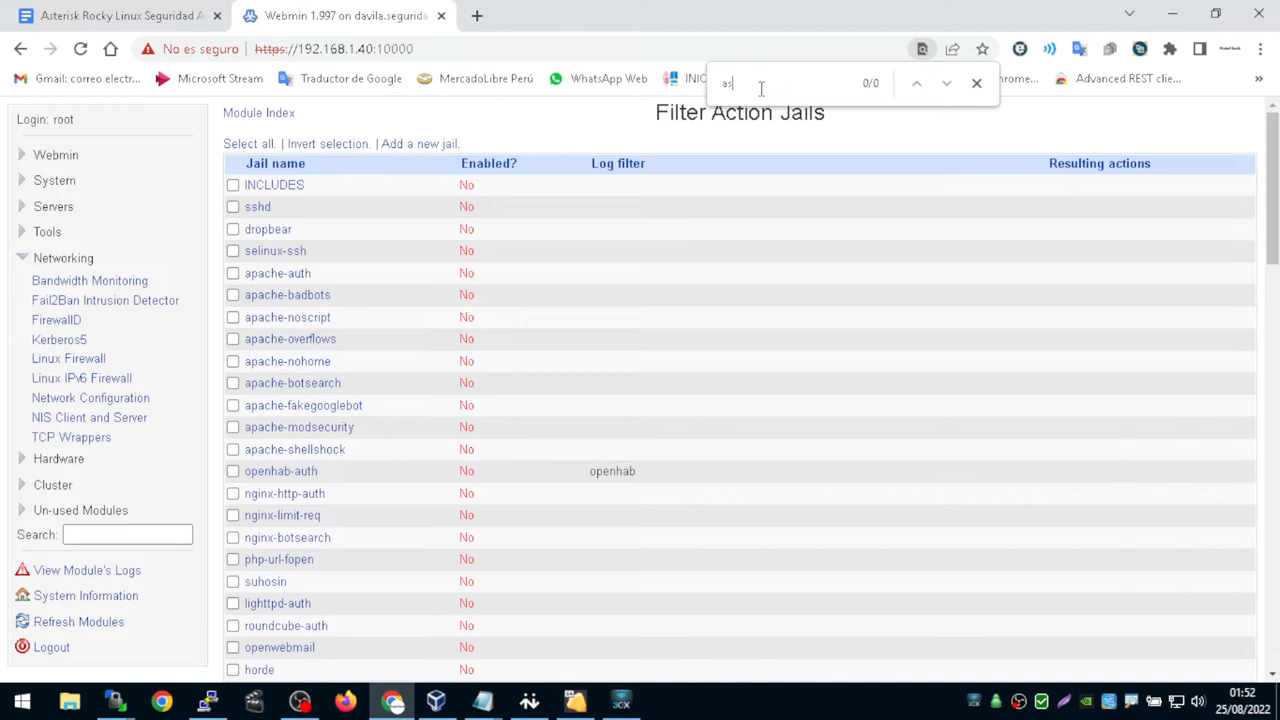 Asterisk Rocky Linux Seguridad A
Webmin 1.997 on davila.segurida
No es seguro
https://192.168.1.40:10000
Gmail: correo electr...
Microsoft Stream
Traductor de Google
MercadoLibre Perú
WhatsApp Web
INIC
hrome...
Advanced REST clie...
»
as
0/0
Login: root
Webmin
System
Servers
Tools
Networking
Bandwidth Monitoring
Fail2Ban Intrusion Detector
FirewallD
Kerberos5
Linux Firewall
Linux IPv6 Firewall
Network Configuration
NIS Client and Server
TCP Wrappers
Hardware
Cluster
Un-used Modules
Search:
View Module's Logs
System Information
Refresh Modules
Logout
Module Index
Filter Action Jails
Select all. | Invert selection. | Add a new jail.
Jail name Enabled? Log filter Resulting actions
INCLUDES No
sshd No
dropbear No
selinux-ssh No
apache-auth No
apache-badbots No
apache-noscript No
apache-overflows No
apache-nohome No
apache-botsearch No
apache-fakegooglebot No
apache-modsecurity No
apache-shellshock No
openhab-auth No openhab
nginx-http-auth No
nginx-limit-req No
nginx-botsearch No
php-url-fopen No
suhosin No
lighttpd-auth No
roundcube-auth No
openwebmail No
horde No
3CX
01:52
25/08/2022